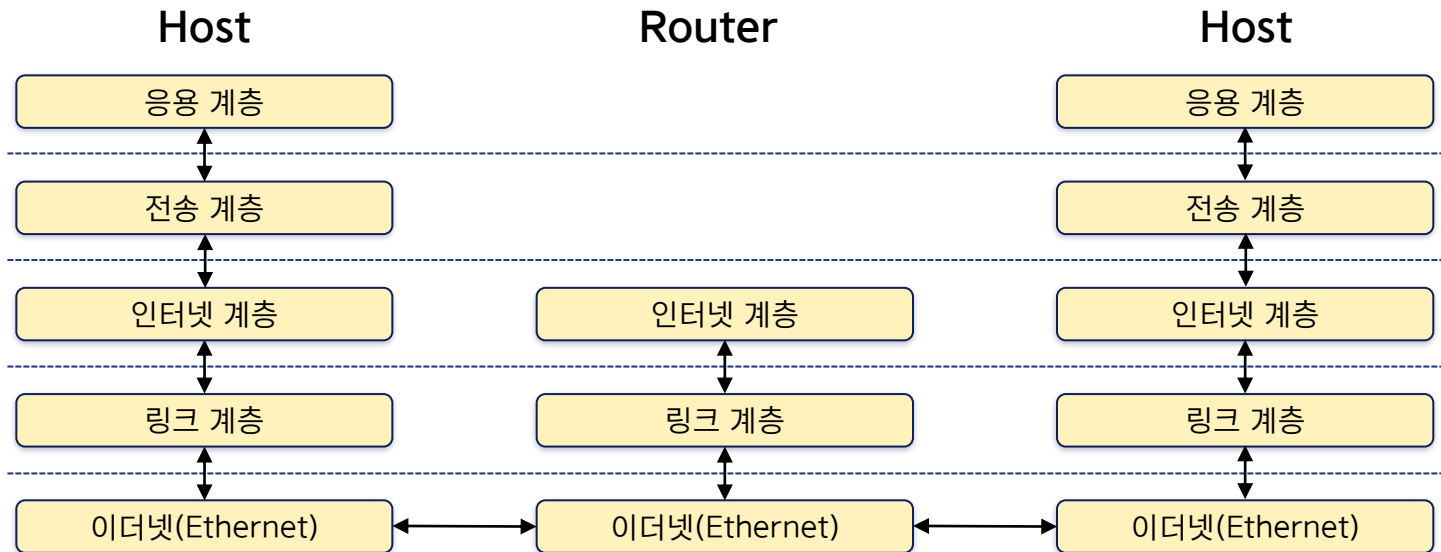 Host Router Host
응용 계층 응용 계층
전송 계층 전송 계층
인터넷 계층 인터넷 계층 인터넷 계층
링크 계층 링크 계층 링크 계층
이더넷(Ethernet) 이더넷(Ethernet) 이더넷(Ethernet)